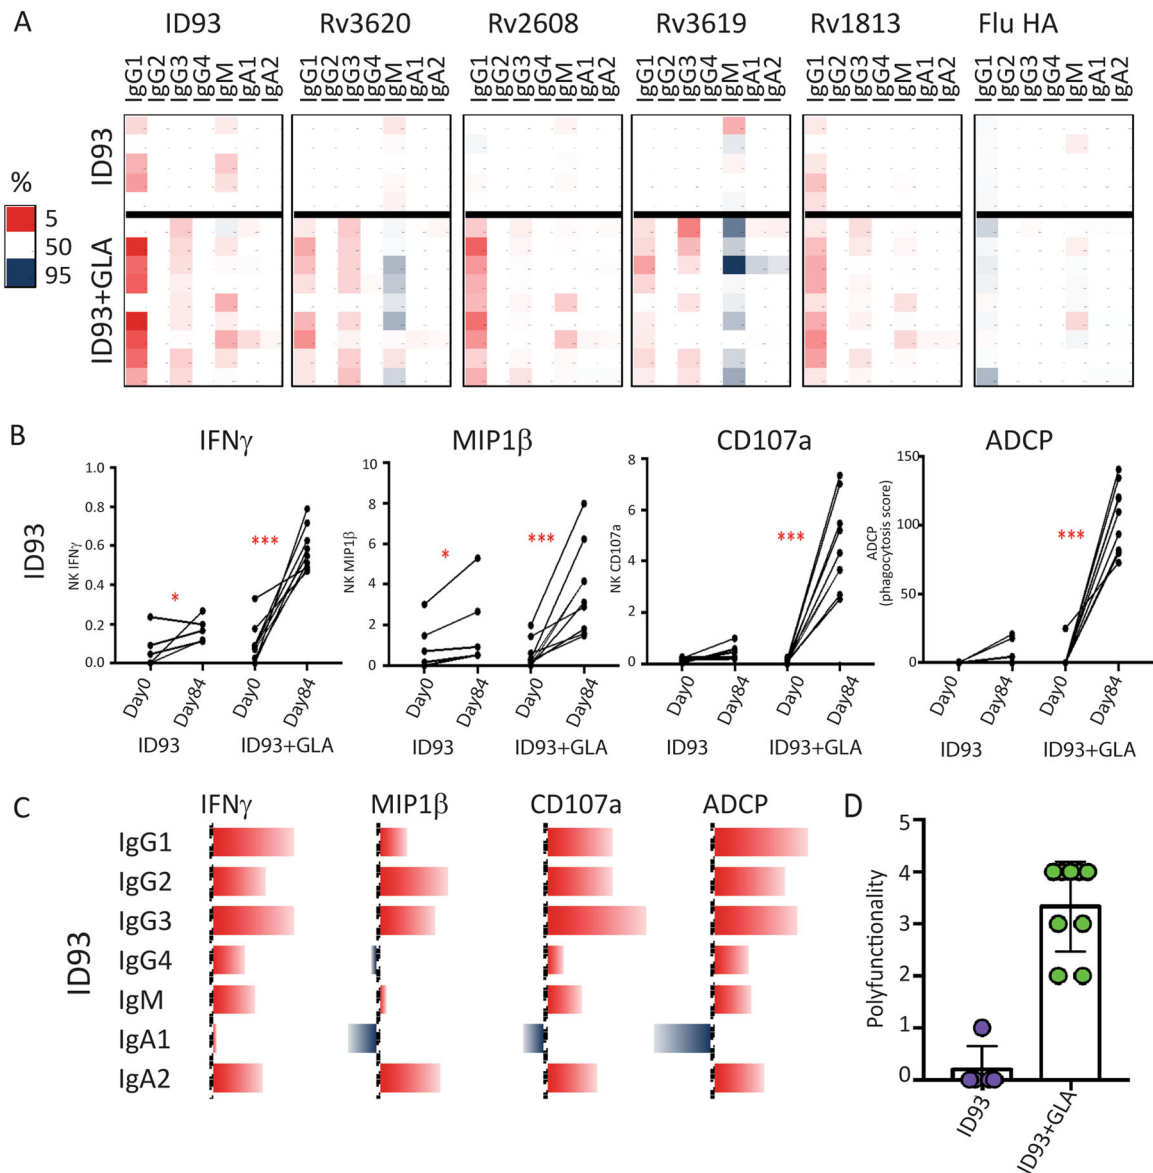 A
ID93 Rv3620 Rv2608 Rv3619 Rv1813 Flu HA
IgG1 IgG2 IgG3 IgG4 IgM IgA1 IgA2 IgG1 IgG2 IgG3 IgG4 IgM IgA1 IgA2 IgG1 IgG2 IgG3 IgG4 IgM IgA1 IgA2 IgG1 IgG2 IgG3 IgG4 IgM IgA1 IgA2 IgG1 IgG2 IgG3 IgG4 IgM IgA1 IgA2 IgG1 IgG2 IgG3 IgG4 IgM IgA1 IgA2
ID93
ID93+GLA
%
5
50
95
B
IFNγ MIP1β CD107a ADCP
ID93
NK IFNγ
1.0
0.8
0.6
0.4
0.2
0.0
*
***
Day0 Day84 Day0 Day84
ID93 ID93+GLA
NK MIP1β
10
8
6
4
2
0
*
***
Day0 Day84 Day0 Day84
ID93 ID93+GLA
NK CD107a
8
6
4
2
0
***
Day0 Day84 Day0 Day84
ID93 ID93+GLA
ADCP
(phagocytosis score)
150
100
50
0
***
Day0 Day84 Day0 Day84
ID93 ID93+GLA
C
IFNγ MIP1β CD107a ADCP
ID93
IgG1
IgG2
IgG3
IgG4
IgM
IgA1
IgA2
D
Polyfunctionality
5
4
3
2
1
0
ID93 ID93+GLA